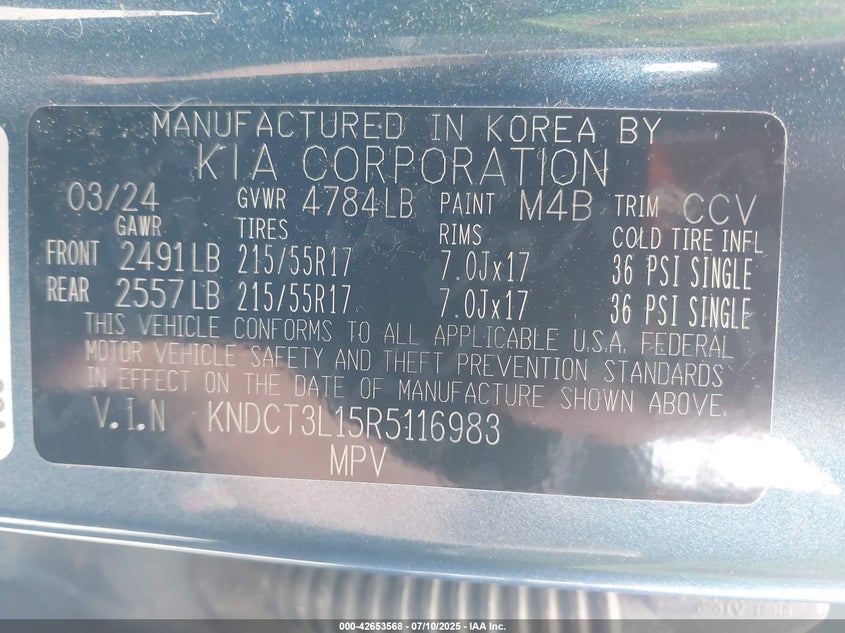 MANUFACTURED IN KOREA BY
KIA CORPORATION
03/24 GVWR 4784LB PAINT M4B TRIM CCV
GAWR TIRES RIMS COLD TIRE INFL
FRONT 2491LB 215/55R17 7.0Jx17 36 PSI SINGLE
REAR 2557LB 215/55R17 7.0Jx17 36 PSI SINGLE
THIS VEHICLE CONFORMS TO ALL APPLICABLE U.S.A. FEDERAL
MOTOR VEHICLE SAFETY AND THEFT PREVENTION STANDARDS
IN EFFECT ON THE DATE OF MANUFACTURE SHOWN ABOVE.
V.i.N KNDCT3L15R5116983
MPV
000-42653568 - 07/10/2025 - IAA Inc.